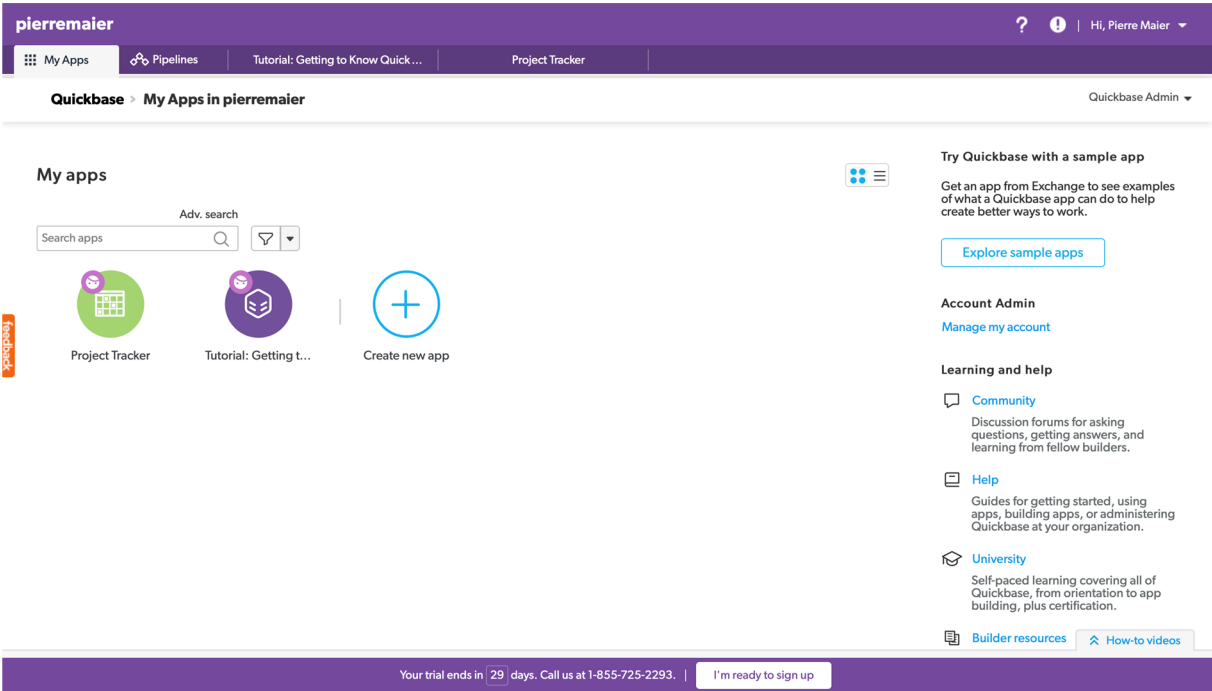 pierremaier
Hi, Pierre Maier
My Apps
Pipelines
Tutorial: Getting to Know Quick ...
Project Tracker
Quickbase > My Apps in pierremaier
Quickbase Admin
My apps
Adv. search
Search apps
Project Tracker
Tutorial: Getting t...
Create new app
feedback
Try Quickbase with a sample app
Get an app from Exchange to see examples
of what a Quickbase app can do to help
create better ways to work.
Explore sample apps
Account Admin
Manage my account
Learning and help
Community
Discussion forums for asking
questions, getting answers, and
learning from fellow builders.
Help
Guides for getting started, using
apps, building apps, or administering
Quickbase at your organization.
University
Self-paced learning covering all of
Quickbase, from orientation to app
building, plus certification.
Builder resources
How-to videos
Your trial ends in 29 days. Call us at 1-855-725-2293. |
I'm ready to sign up